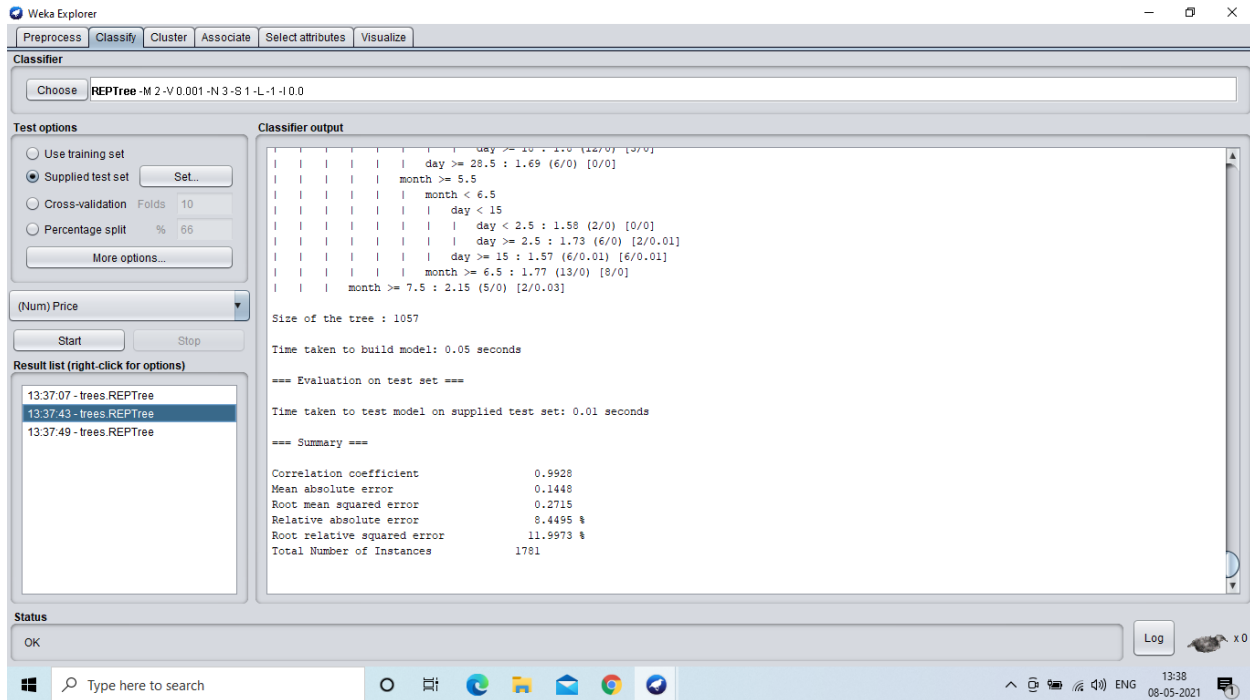 Weka Explorer
Preprocess Classify Cluster Associate Select attributes Visualize
Classifier
Choose REPTree -M 2 -V 0.001 -N 3 -S 1 -L -1 -I 0.0
Test options
Use training set
Supplied test set Set...
Cross-validation Folds 10
Percentage split % 66
More options...
(Num) Price
Start Stop
Result list (right-click for options)
13:37:07 - trees.REPTree
13:37:43 - trees.REPTree
13:37:49 - trees.REPTree
Classifier output
| | | | | | day >= 28.5 : 1.69 (6/0) [0/0]
| | | | | month >= 5.5
| | | | | | month < 6.5
| | | | | | | day < 15
| | | | | | | | day < 2.5 : 1.58 (2/0) [0/0]
| | | | | | | | day >= 2.5 : 1.73 (6/0) [2/0.01]
| | | | | | | day >= 15 : 1.57 (6/0.01) [6/0.01]
| | | | | | month >= 6.5 : 1.77 (13/0) [8/0]
| | | month >= 7.5 : 2.15 (5/0) [2/0.03]
Size of the tree : 1057
Time taken to build model: 0.05 seconds
=== Evaluation on test set ===
Time taken to test model on supplied test set: 0.01 seconds
=== Summary ===
Correlation coefficient 0.9928
Mean absolute error 0.1448
Root mean squared error 0.2715
Relative absolute error 8.4495 %
Root relative squared error 11.9973 %
Total Number of Instances 1781
Status
OK
Log x 0
Type here to search
ENG
13:38
08-05-2021
1